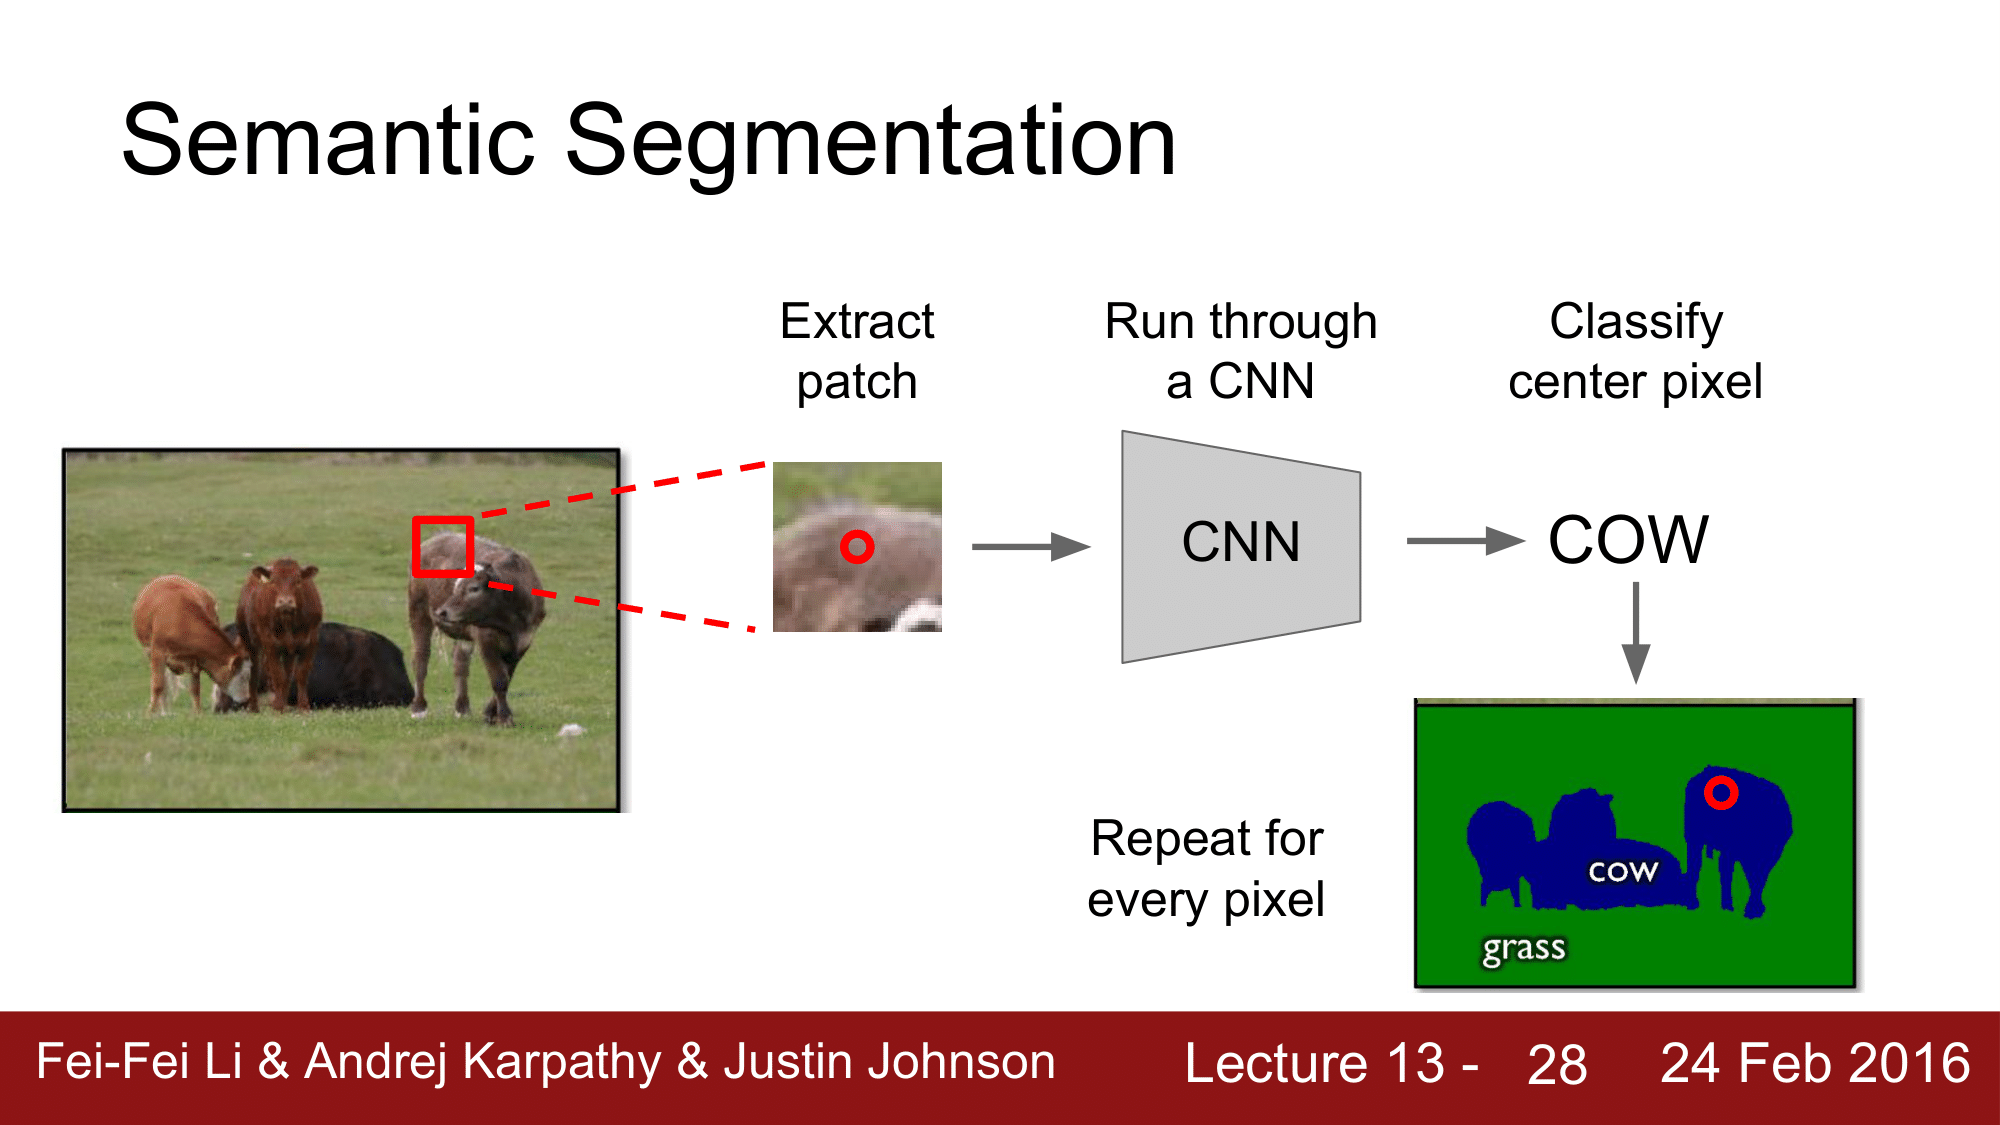 Semantic Segmentation
Extract
patch
Run through
a CNN
Classify
center pixel
CNN
COW
Repeat for
every pixel
cow
grass
Fei-Fei Li & Andrej Karpathy & Justin Johnson
Lecture 13 - 28
24 Feb 2016